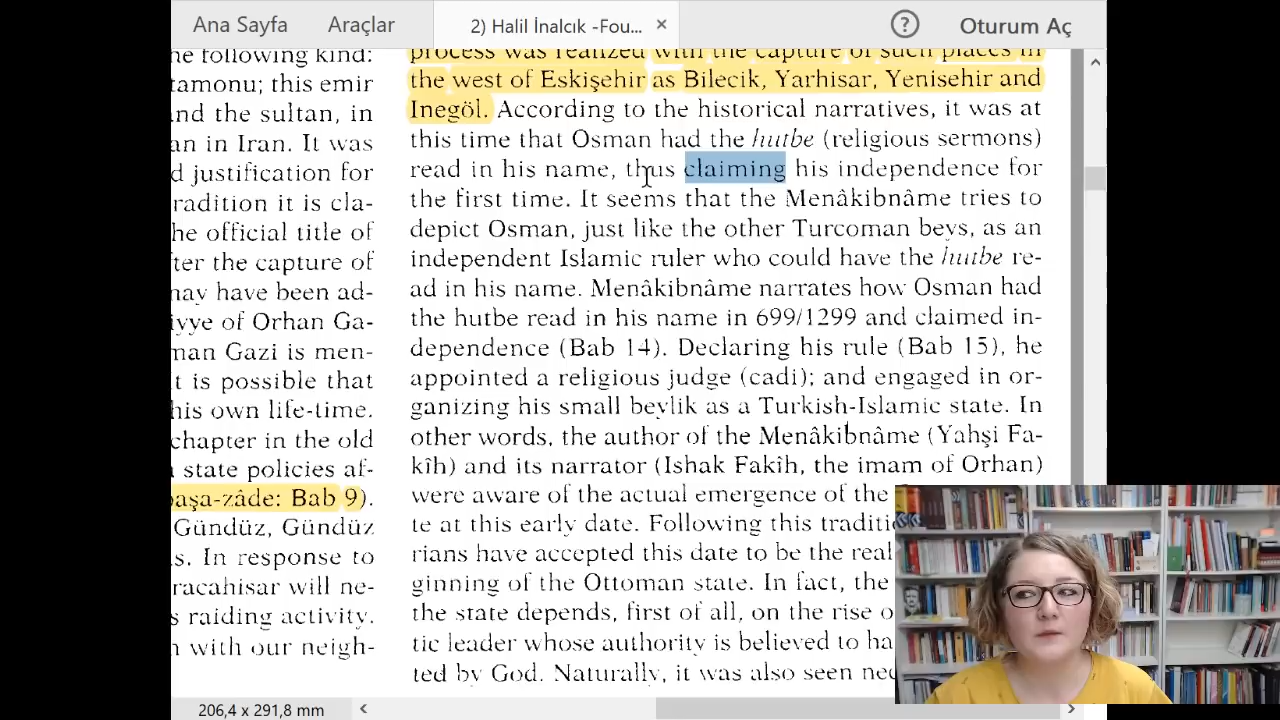 Ana Sayfa
Araçlar
2) Halil İnalcık -Fou...
×
?
Oturum Aç
he following kind:
tamonu; this emir
nd the sultan, in
an in Iran. It was
d justification for
radition it is cla-
he official title of
ter the capture of
nay have been ad-
iyye of Orhan Ga-
man Gazi is men-
t is possible that
his own life-time.
chapter in the old
state policies af-
paşa-zâde: Bab 9).
Gündüz, Gündüz
s. In response to
racahisar will ne-
s raiding activity.
n with our neigh-
process was realized with the capture of such places in
the west of Eskişehir as Bilecik, Yarhisar, Yenisehir and
Inegöl. According to the historical narratives, it was at
this time that Osman had the hutbe (religious sermons)
read in his name, thus claiming his independence for
the first time. It seems that the Menâkibnâme tries to
depict Osman, just like the other Turcoman beys, as an
independent Islamic ruler who could have the hutbe re-
ad in his name. Menâkibnâme narrates how Osman had
the hutbe read in his name in 699/1299 and claimed in-
dependence (Bab 14). Declaring his rule (Bab 15), he
appointed a religious judge (cadi); and engaged in or-
ganizing his small beylik as a Turkish-Islamic state. In
other words, the author of the Menâkibnâme (Yahşi Fa-
kîh) and its narrator (Ishak Fakîh, the imam of Orhan)
were aware of the actual emergence of the
te at this early date. Following this traditi
rians have accepted this date to be the real
ginning of the Ottoman state. In fact, the
the state depends, first of all, on the rise o
tic leader whose authority is believed to ha
ted by God. Naturally, it was also seen nec
206,4 x 291,8 mm